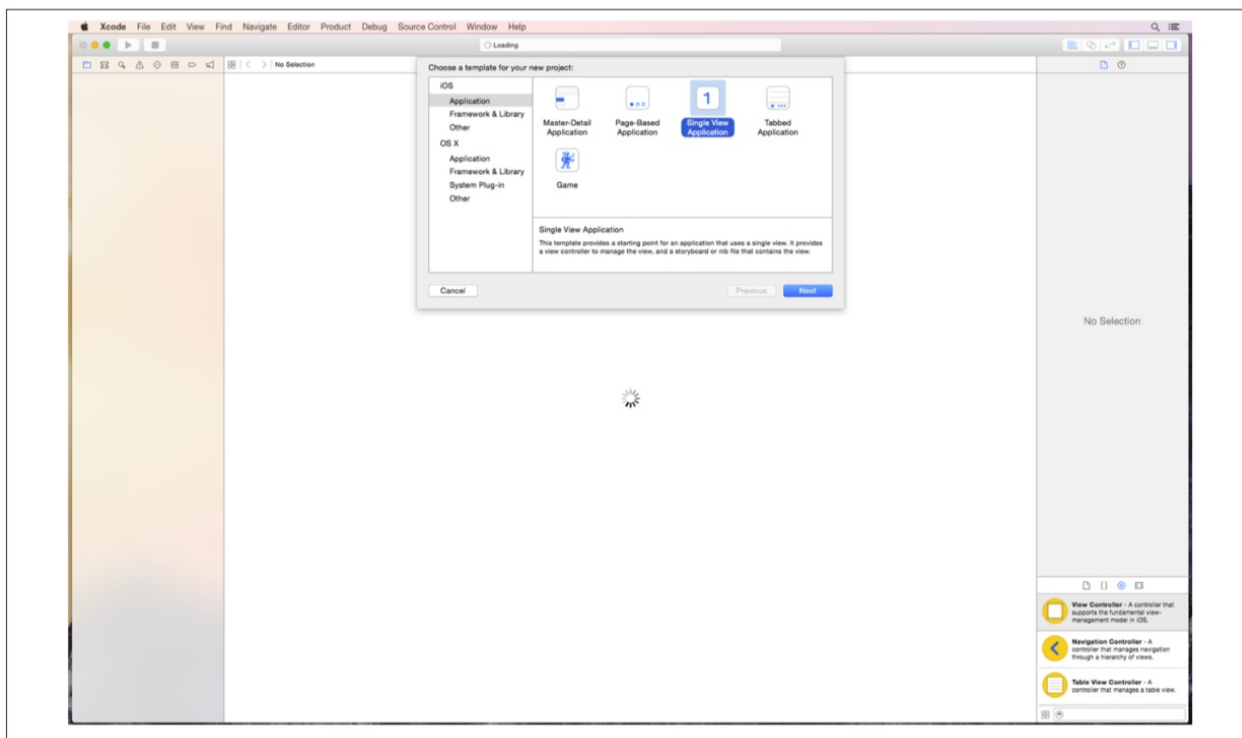 Xcode File Edit View Find Navigate Editor Product Debug Source Control Window Help
Loading
No Selection
Choose a template for your new project:
iOS
Application
Framework & Library
Other
OS X
Application
Framework & Library
System Plug-in
Other
Master-Detail
Application
Page-Based
Application
1
Single View
Application
Tabbed
Application
Game
Single View Application
This template provides a starting point for an application that uses a single view. It provides
a view controller to manage the view, and a storyboard or nib file that contains the view.
Cancel
Previous
Next
No Selection
View Controller - A controller that
supports the fundamental view-
management model in iOS.
Navigation Controller - A
controller that manages navigation
through a hierarchy of views.
Table View Controller - A
controller that manages a table view.